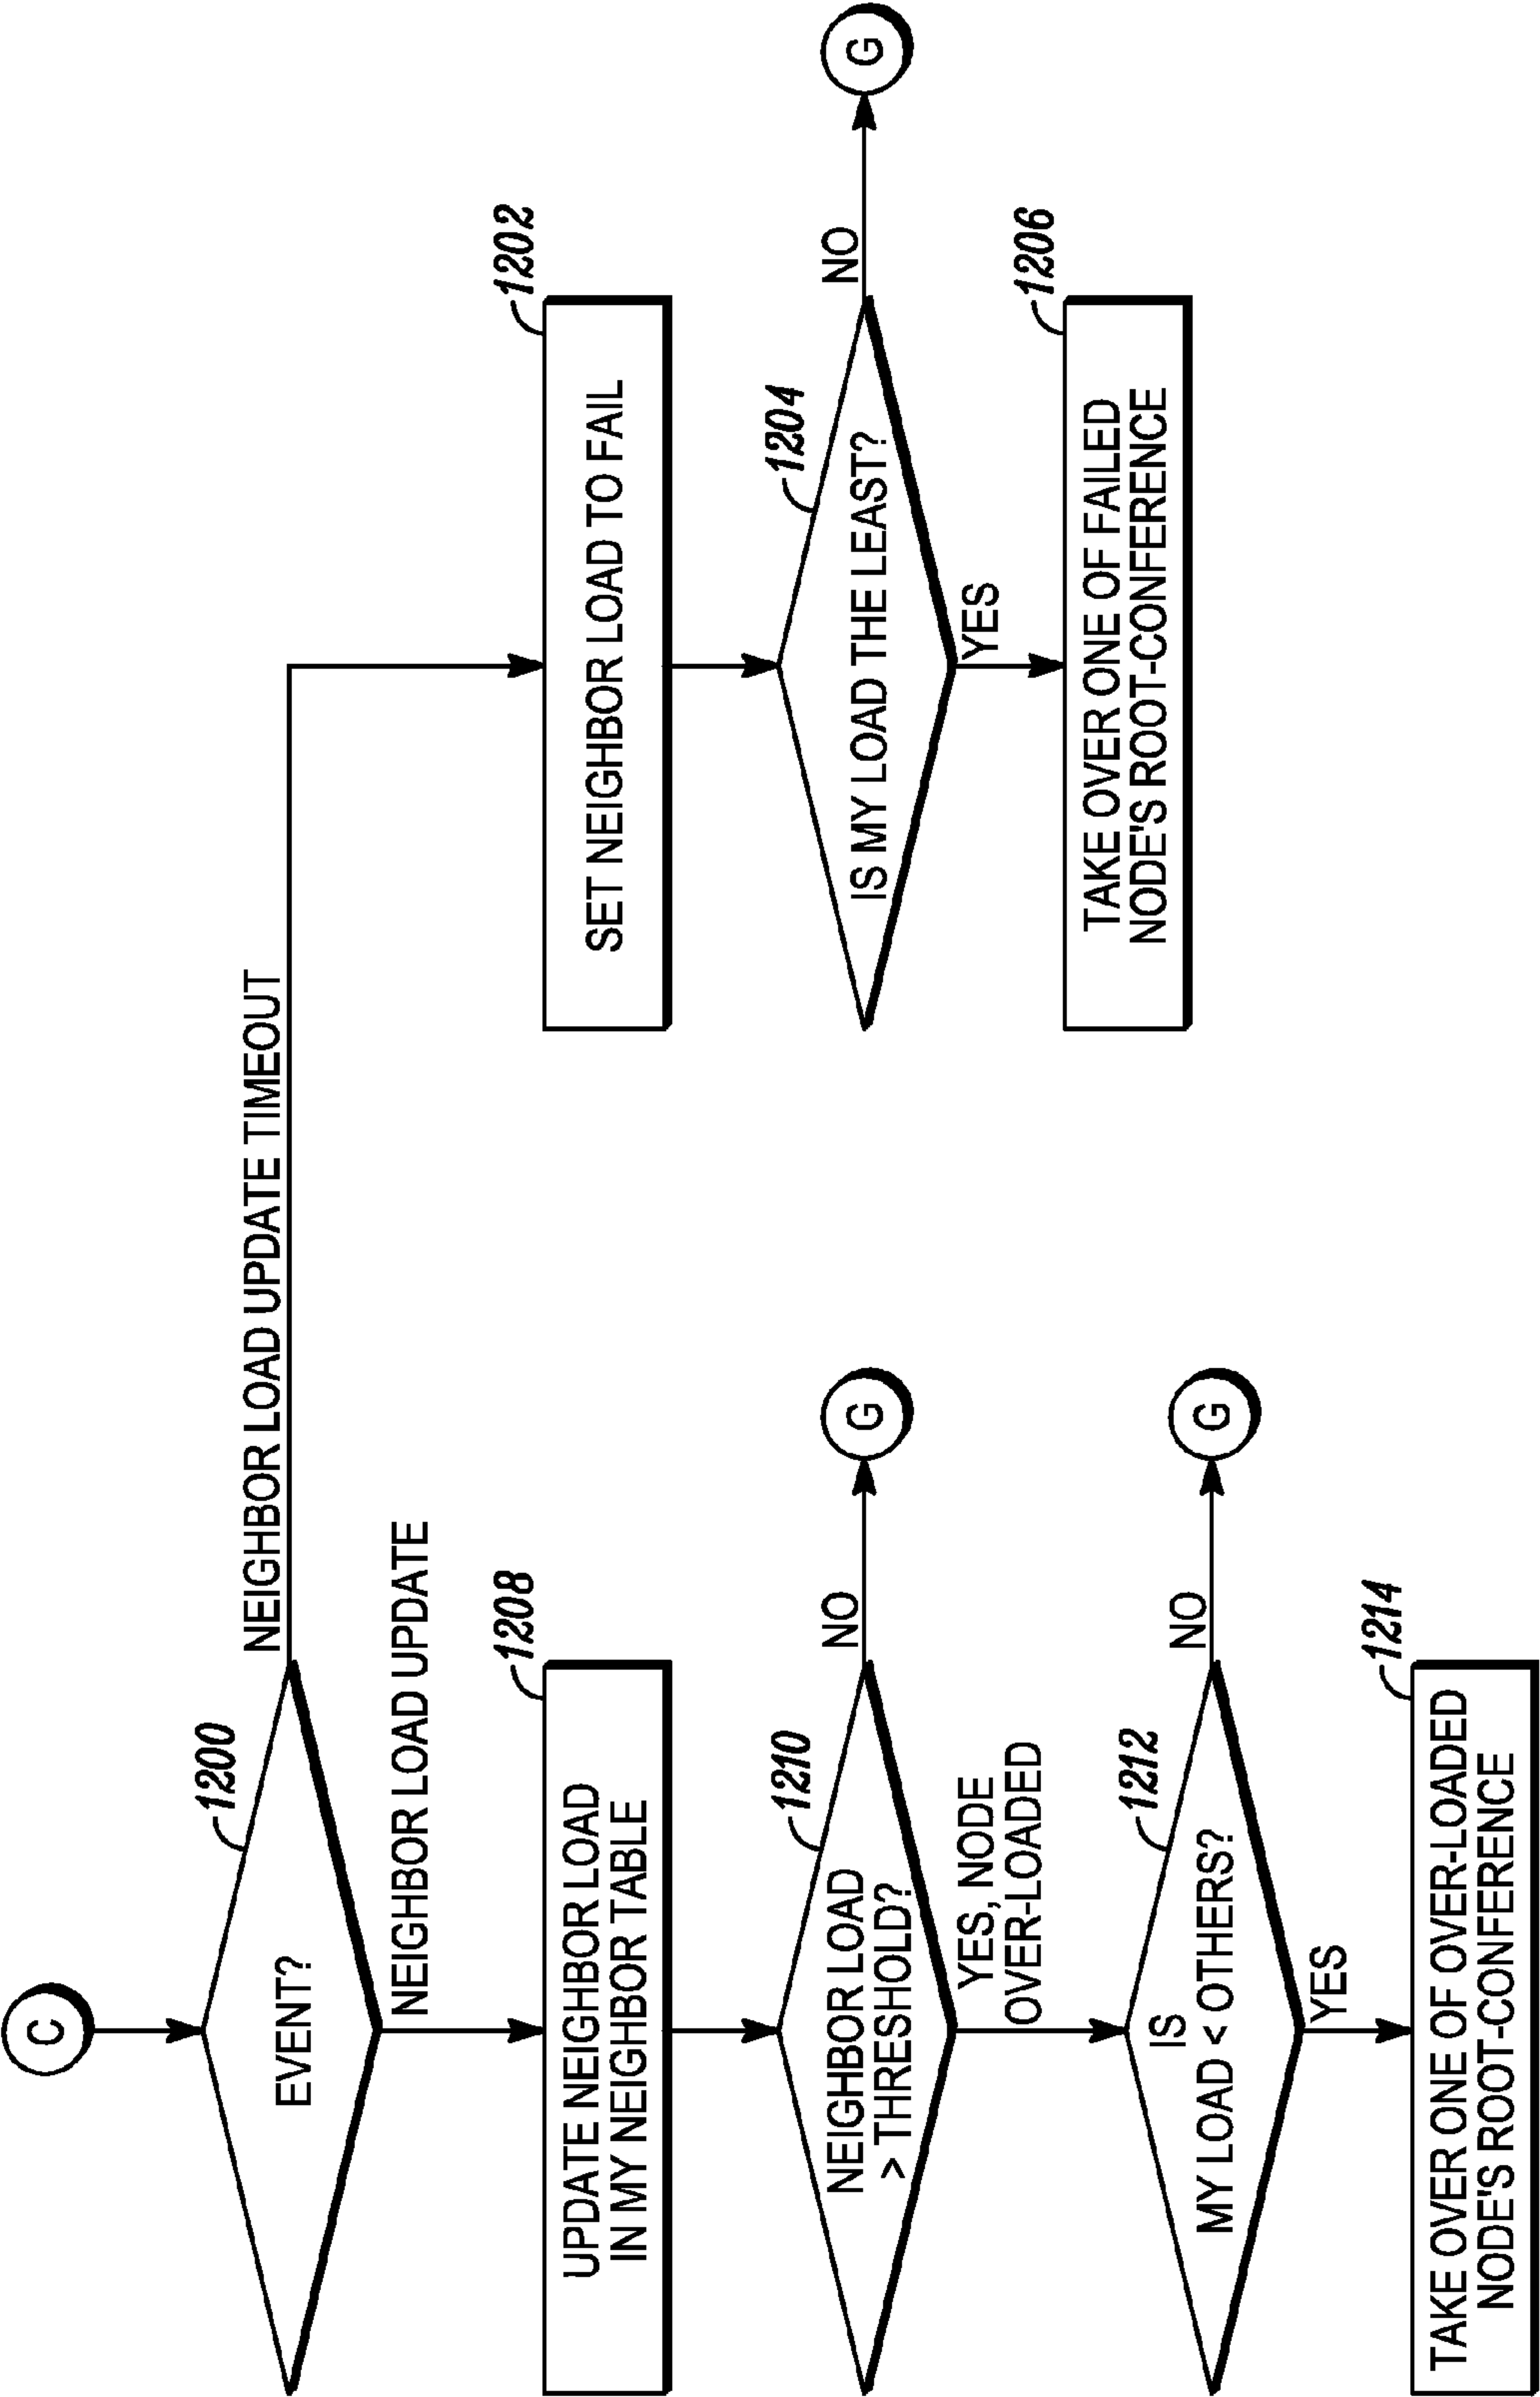 C
1200
EVENT?
NEIGHBOR LOAD UPDATE TIMEOUT
NEIGHBOR LOAD UPDATE
1208
UPDATE NEIGHBOR LOAD
IN MY NEIGHBOR TABLE
1210
NEIGHBOR LOAD
> THRESHOLD?
NO
G
YES, NODE
OVER-LOADED
1212
IS
MY LOAD < OTHERS?
NO
G
YES
1214
TAKE OVER ONE OF OVER-LOADED
NODE'S ROOT-CONFERENCE
1202
SET NEIGHBOR LOAD TO FAIL
1204
IS MY LOAD THE LEAST?
NO
G
YES
1206
TAKE OVER ONE OF FAILED
NODE'S ROOT-CONFERENCE